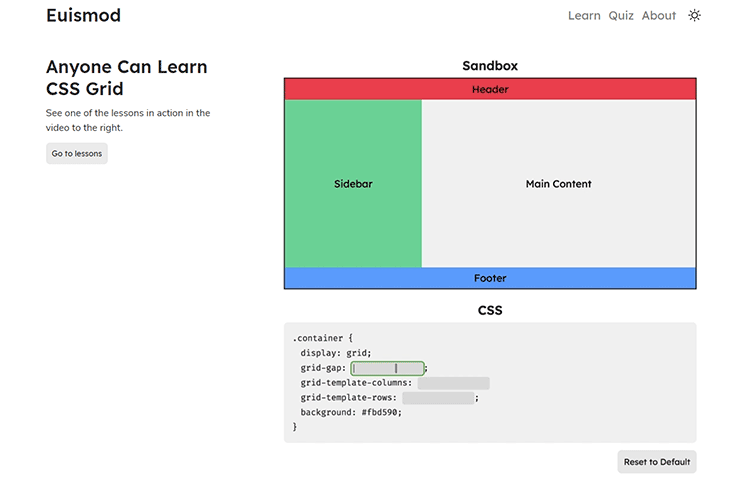 Euismod
Learn Quiz About
Anyone Can Learn
CSS Grid
See one of the lessons in action in the
video to the right.
Go to lessons
Sandbox
Header
Sidebar
Main Content
Footer
CSS
.container {
display: grid;
grid-gap: ;
grid-template-columns:
grid-template-rows: ;
background: #fbd590;
}
Reset to Default